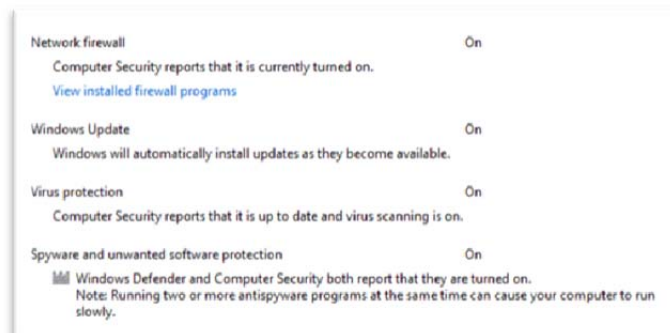 Network firewall On
Computer Security reports that it is currently turned on.
View installed firewall programs
Windows Update On
Windows will automatically install updates as they become available.
Virus protection On
Computer Security reports that it is up to date and virus scanning is on.
Spyware and unwanted software protection On
Windows Defender and Computer Security both report that they are turned on.
Note: Running two or more antispyware programs at the same time can cause your computer to run
slowly.